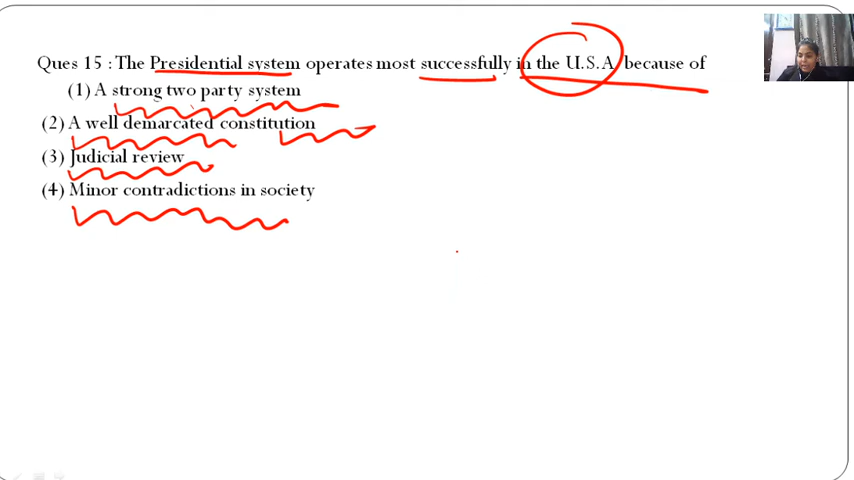 Ques 15 : The Presidential system operates most successfully in the U.S.A. because of
(1) A strong two party system
(2) A well demarcated constitution
(3) Judicial review
(4) Minor contradictions in society